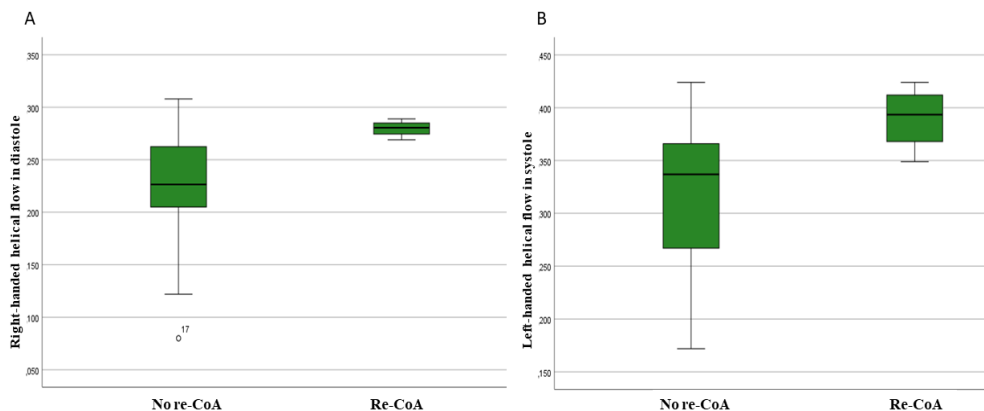 A
Right-handed helical flow in diastole
,350
,300
,250
,200
,150
,100
,050
17
No re-CoA
Re-CoA
B
Left-handed helical flow in systole
,450
,400
,350
,300
,250
,200
,150
No re-CoA
Re-CoA